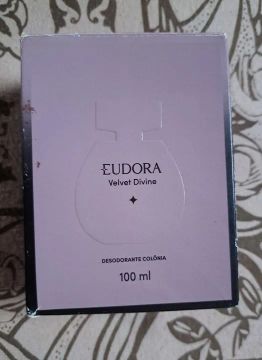 EUDORA
Velvet Divine
DESODORANTE COLÔNIA
100 ml